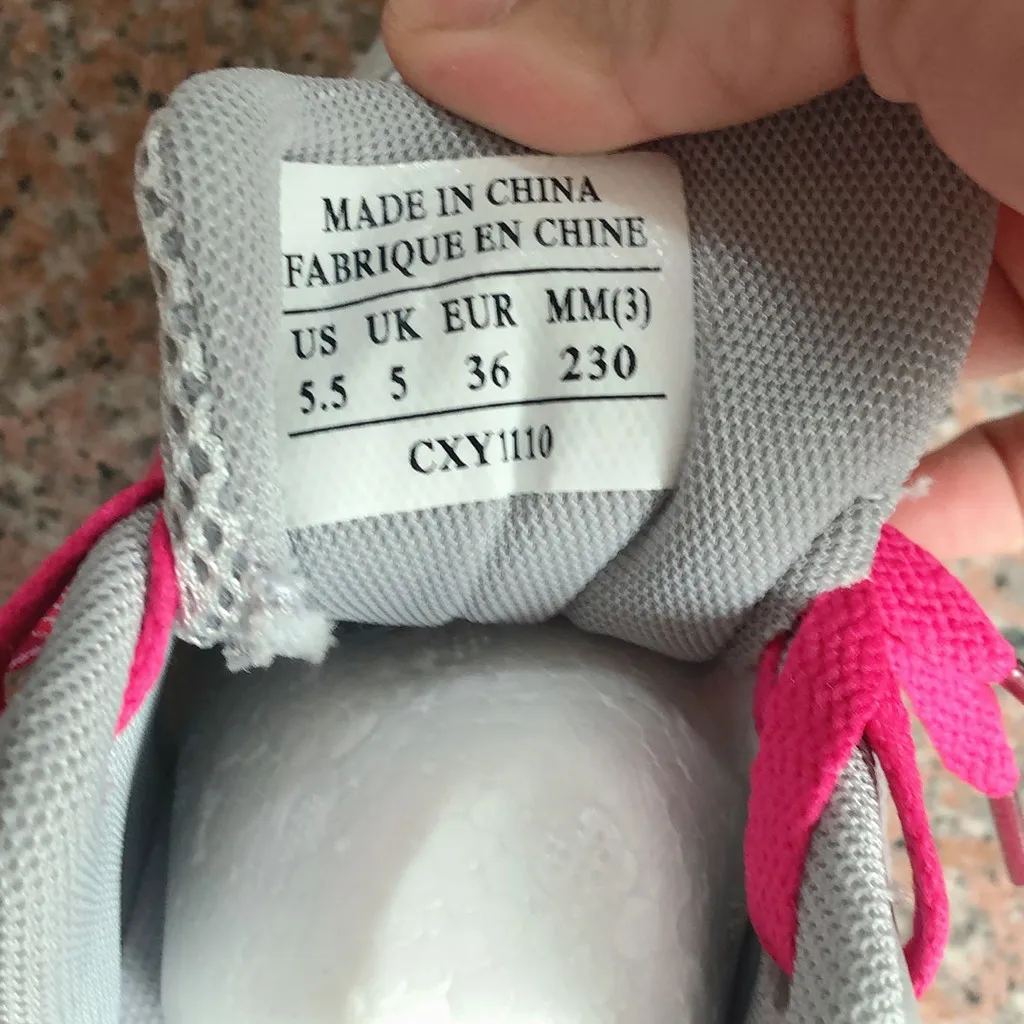 MADE IN CHINA
FABRIQUE EN CHINE
US UK EUR MM(3)
5.5 5 36 230
CXY1110